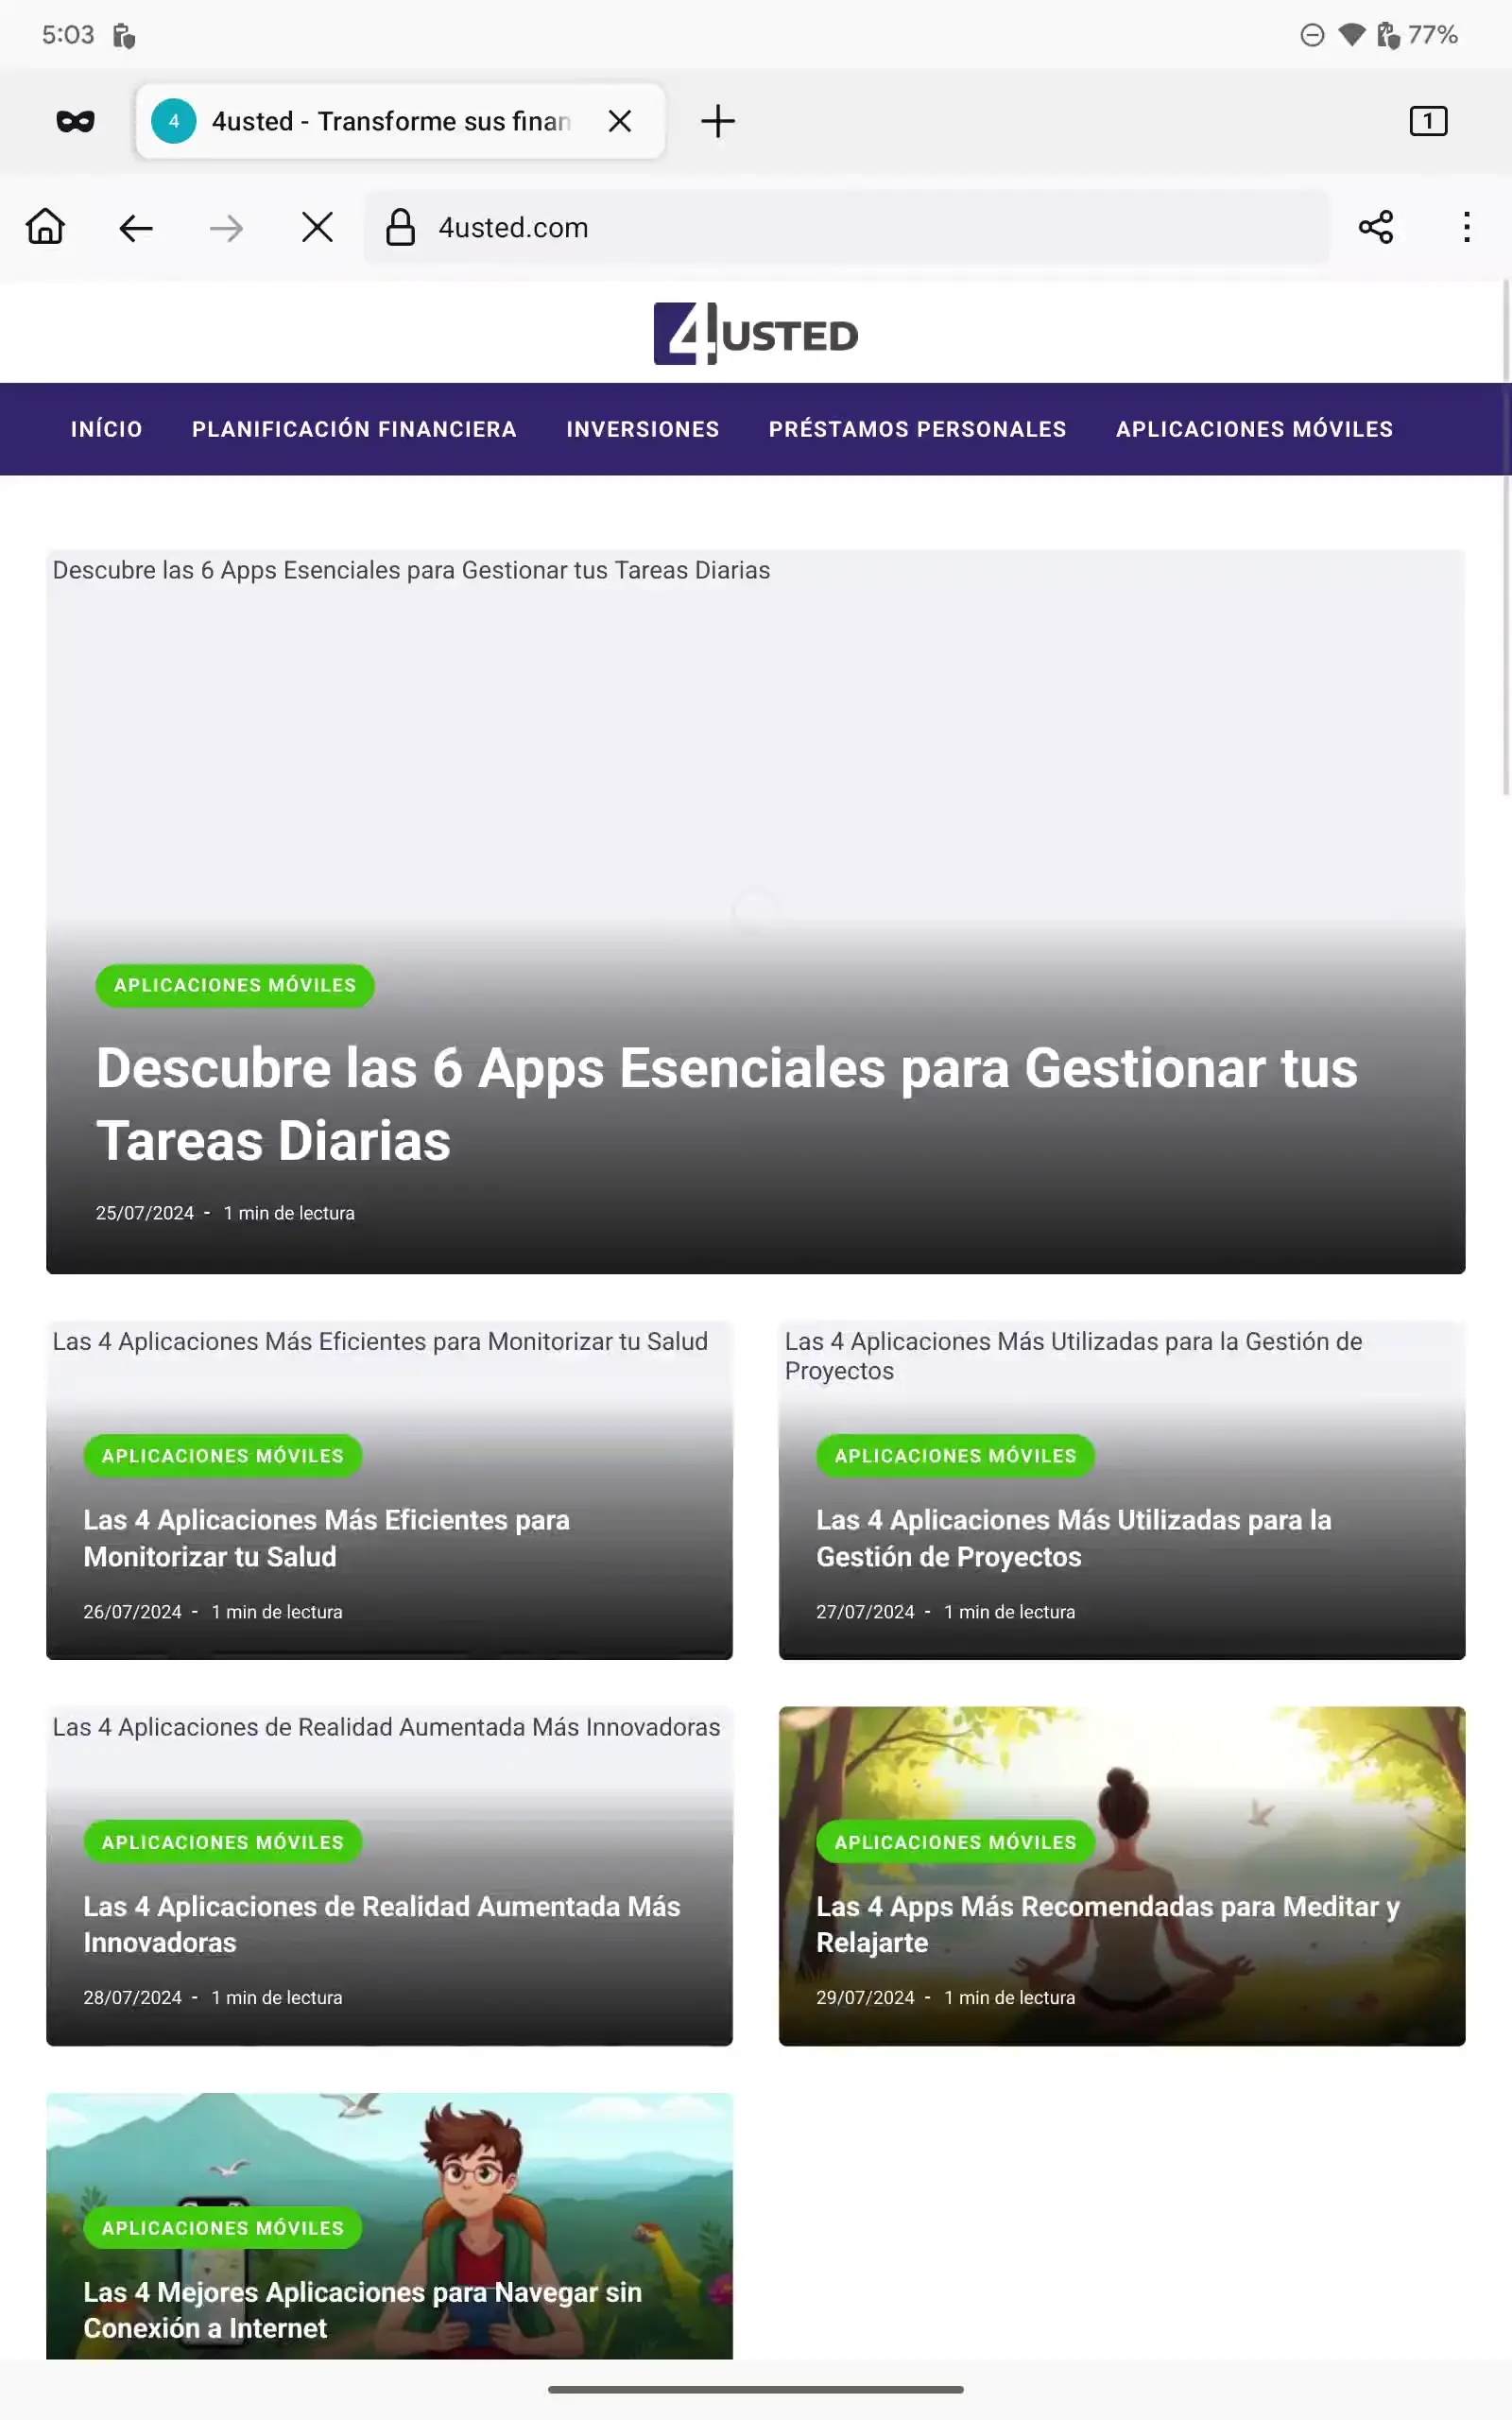 5:03
77%
4
4usted - Transforme sus finan
1
4usted.com
4USTED
INÍCIO
PLANIFICACIÓN FINANCIERA
INVERSIONES
PRÉSTAMOS PERSONALES
APLICACIONES MÓVILES
Descubre las 6 Apps Esenciales para Gestionar tus Tareas Diarias
APLICACIONES MÓVILES
Descubre las 6 Apps Esenciales para Gestionar tus
Tareas Diarias
25/07/2024 - 1 min de lectura
Las 4 Aplicaciones Más Eficientes para Monitorizar tu Salud
APLICACIONES MÓVILES
Las 4 Aplicaciones Más Eficientes para
Monitorizar tu Salud
26/07/2024 - 1 min de lectura
Las 4 Aplicaciones Más Utilizadas para la Gestión de
Proyectos
APLICACIONES MÓVILES
Las 4 Aplicaciones Más Utilizadas para la
Gestión de Proyectos
27/07/2024 - 1 min de lectura
Las 4 Aplicaciones de Realidad Aumentada Más Innovadoras
APLICACIONES MÓVILES
Las 4 Aplicaciones de Realidad Aumentada Más
Innovadoras
28/07/2024 - 1 min de lectura
APLICACIONES MÓVILES
Las 4 Apps Más Recomendadas para Meditar y
Relajarte
29/07/2024 - 1 min de lectura
APLICACIONES MÓVILES
Las 4 Mejores Aplicaciones para Navegar sin
Conexión a Internet